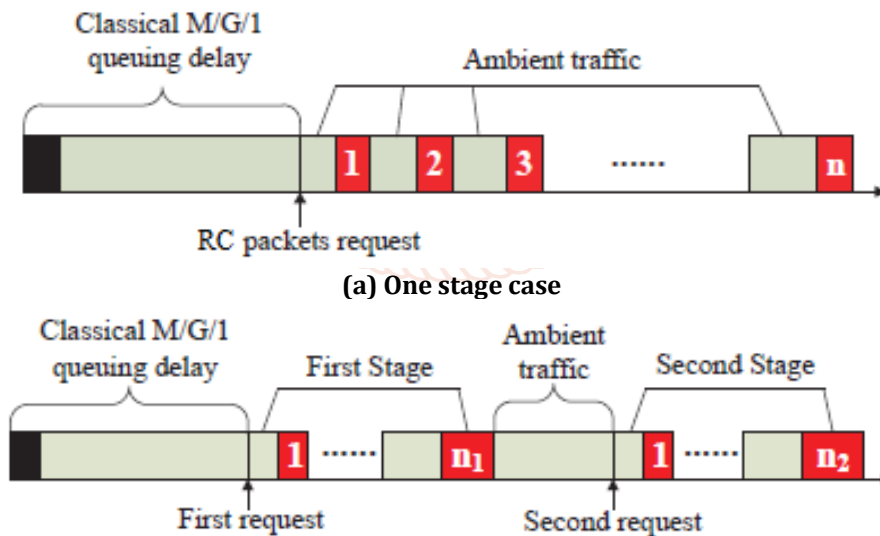 Classical M/G/1
queuing delay
Ambient traffic
1 2 3 ...... n
RC packets request
(a) One stage case
Classical M/G/1
queuing delay
First Stage
Ambient
traffic
Second Stage
1 ...... n1 1 ...... n2
First request
Second request